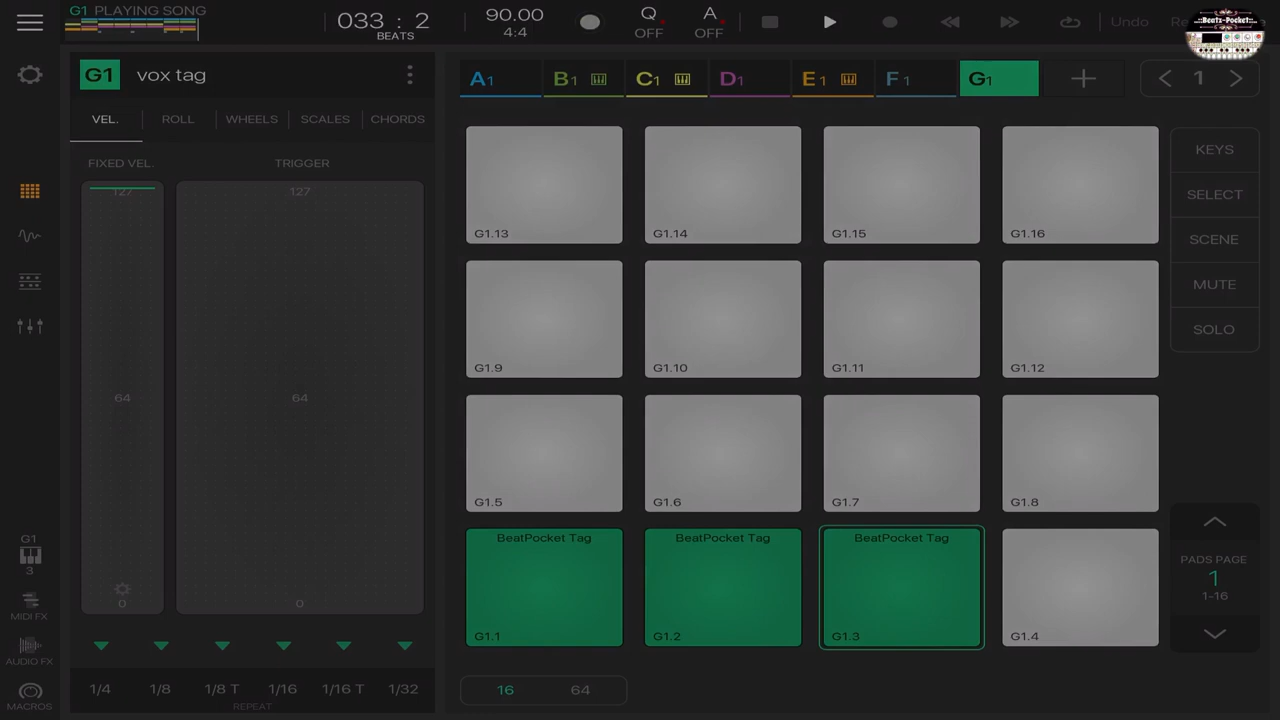 G1 PLAYING SONG
033 : 2
BEATS
90.00
4:4
Q
OFF
A
OFF
Undo
Beatz-Pocket
G1
vox tag
VEL.
ROLL
WHEELS
SCALES
CHORDS
FIXED VEL.
TRIGGER
127
127
64
64
0
0
1/4
1/8
1/8 T
1/16
1/16 T
1/32
REPEAT
G1
3
MIDI FX
AUDIO FX
MACROS
A1
B1
C1
D1
E1
F1
G1
1
G1.13
G1.14
G1.15
G1.16
G1.9
G1.10
G1.11
G1.12
G1.5
G1.6
G1.7
G1.8
BeatPocket Tag
BeatPocket Tag
BeatPocket Tag
G1.1
G1.2
G1.3
G1.4
16
64
KEYS
SELECT
SCENE
MUTE
SOLO
PADS PAGE
1
1-16